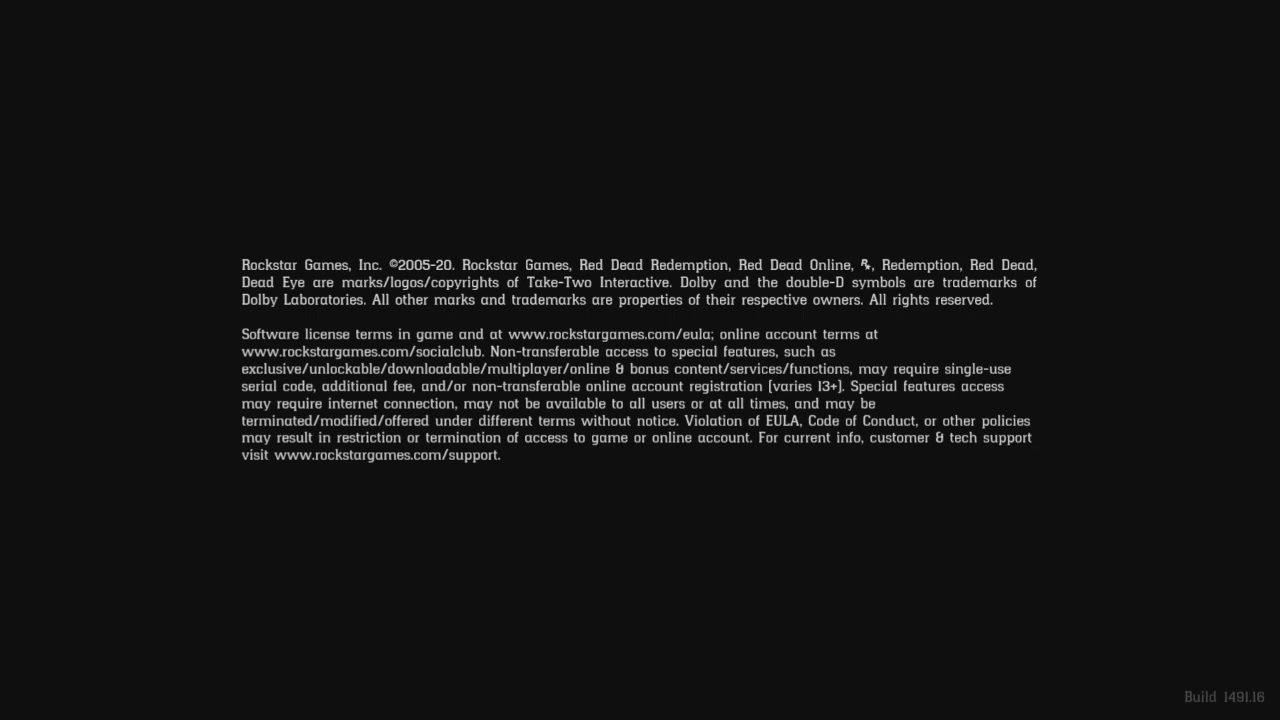 Rockstar Games, Inc. ©2005-20. Rockstar Games, Red Dead Redemption, Red Dead Online, R*, Redemption, Red Dead,
Dead Eye are marks/logos/copyrights of Take-Two Interactive. Dolby and the double-D symbols are trademarks of
Dolby Laboratories. All other marks and trademarks are properties of their respective owners. All rights reserved.
Software license terms in game and at www.rockstargames.com/eula; online account terms at
www.rockstargames.com/socialclub. Non-transferable access to special features, such as
exclusive/unlockable/downloadable/multiplayer/online & bonus content/services/functions, may require single-use
serial code, additional fee, and/or non-transferable online account registration (varies 13+). Special features access
may require internet connection, may not be available to all users or at all times, and may be
terminated/modified/offered under different terms without notice. Violation of EULA, Code of Conduct, or other policies
may result in restriction or termination of access to game or online account. For current info, customer & tech support
visit www.rockstargames.com/support.
Build 1491.16